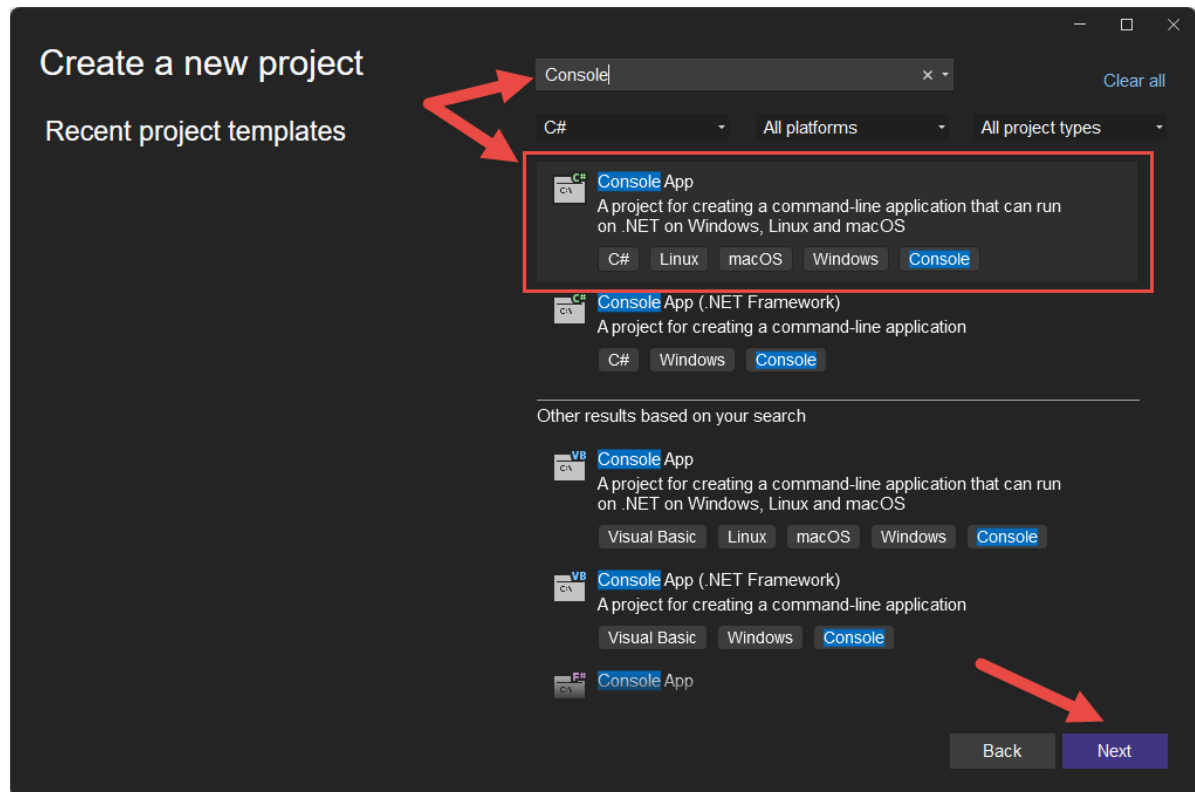 Create a new project
Recent project templates
Console
Clear all
C# All platforms All project types
C#
C:\
Console App
A project for creating a command-line application that can run
on .NET on Windows, Linux and macOS
C# Linux macOS Windows Console
C#
C:\
Console App (.NET Framework)
A project for creating a command-line application
C# Windows Console
Other results based on your search
VB
C:\
Console App
A project for creating a command-line application that can run
on .NET on Windows, Linux and macOS
Visual Basic Linux macOS Windows Console
VB
C:\
Console App (.NET Framework)
A project for creating a command-line application
Visual Basic Windows Console
F#
C:\
Console App
Back Next